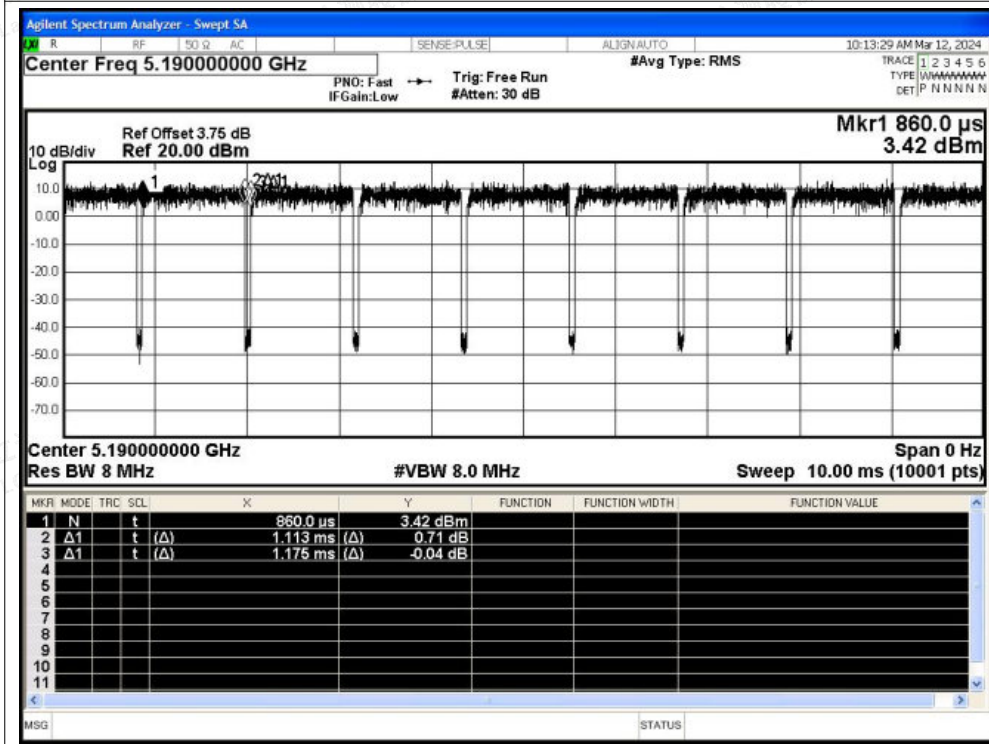 Agilent Spectrum Analyzer - Swept SA
LXI R RF 50 Ω AC SENSE:PULSE ALIGN AUTO 10:13:29 AM Mar 12, 2024
Center Freq 5.190000000 GHz #Avg Type: RMS TRACE 1 2 3 4 5 6
PNO: Fast Trig: Free Run TYPE WWWWWW
IFGain:Low #Atten: 30 dB DET P N N N N N
Mkr1 860.0 µs
Ref Offset 3.75 dB
10 dB/div Ref 20.00 dBm 3.42 dBm
Log
1 2Δ1 3Δ1
10.0
0.00
-10.0
-20.0
-30.0
-40.0
-50.0
-60.0
-70.0
Center 5.190000000 GHz Span 0 Hz
Res BW 8 MHz #VBW 8.0 MHz Sweep 10.00 ms (10001 pts)
MKR MODE TRC SCL X Y FUNCTION FUNCTION WIDTH FUNCTION VALUE
1 N t 860.0 µs 3.42 dBm
2 Δ1 t (Δ) 1.113 ms (Δ) 0.71 dB
3 Δ1 t (Δ) 1.175 ms (Δ) -0.04 dB
4
5
6
7
8
9
10
11
MSG STATUS